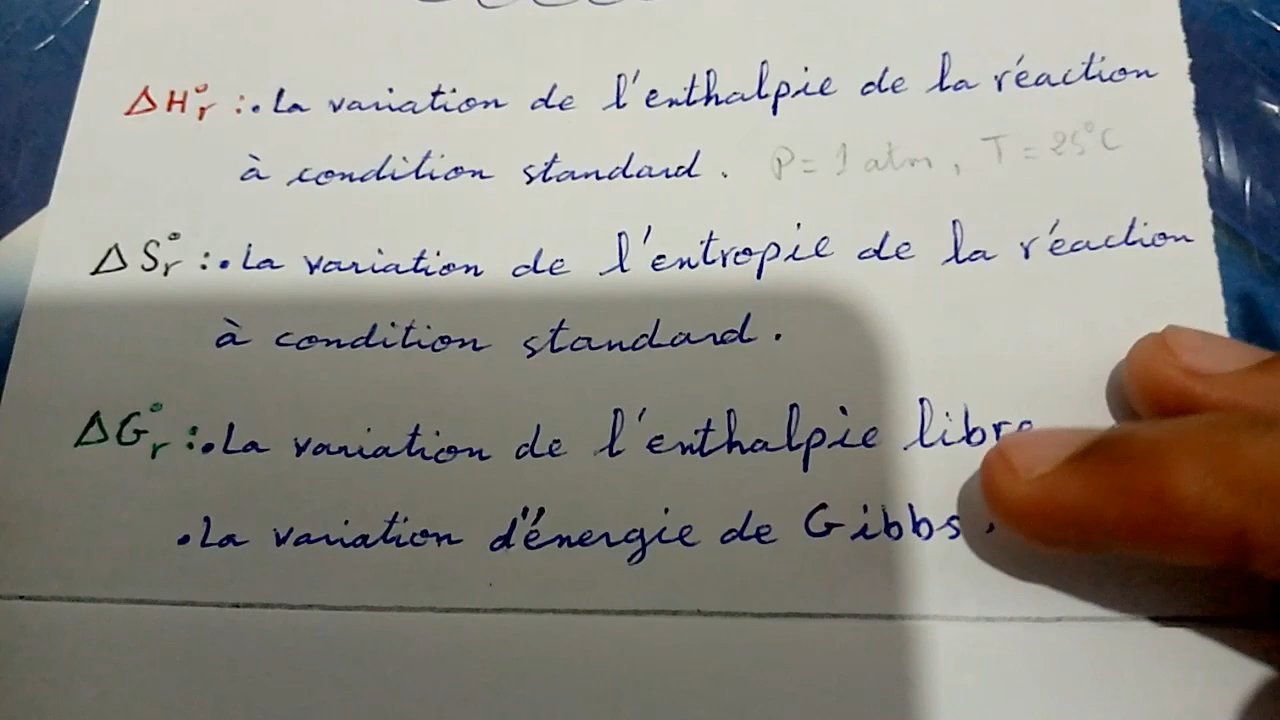 ΔH°r :. La variation de l'enthalpie de la réaction
à condition standard. P = 1 atm, T = 25°C
ΔS°r :. La variation de l'entropie de la réaction
à condition standard.
ΔG°r :. La variation de l'enthalpie libre
. La variation d'énergie de Gibbs.